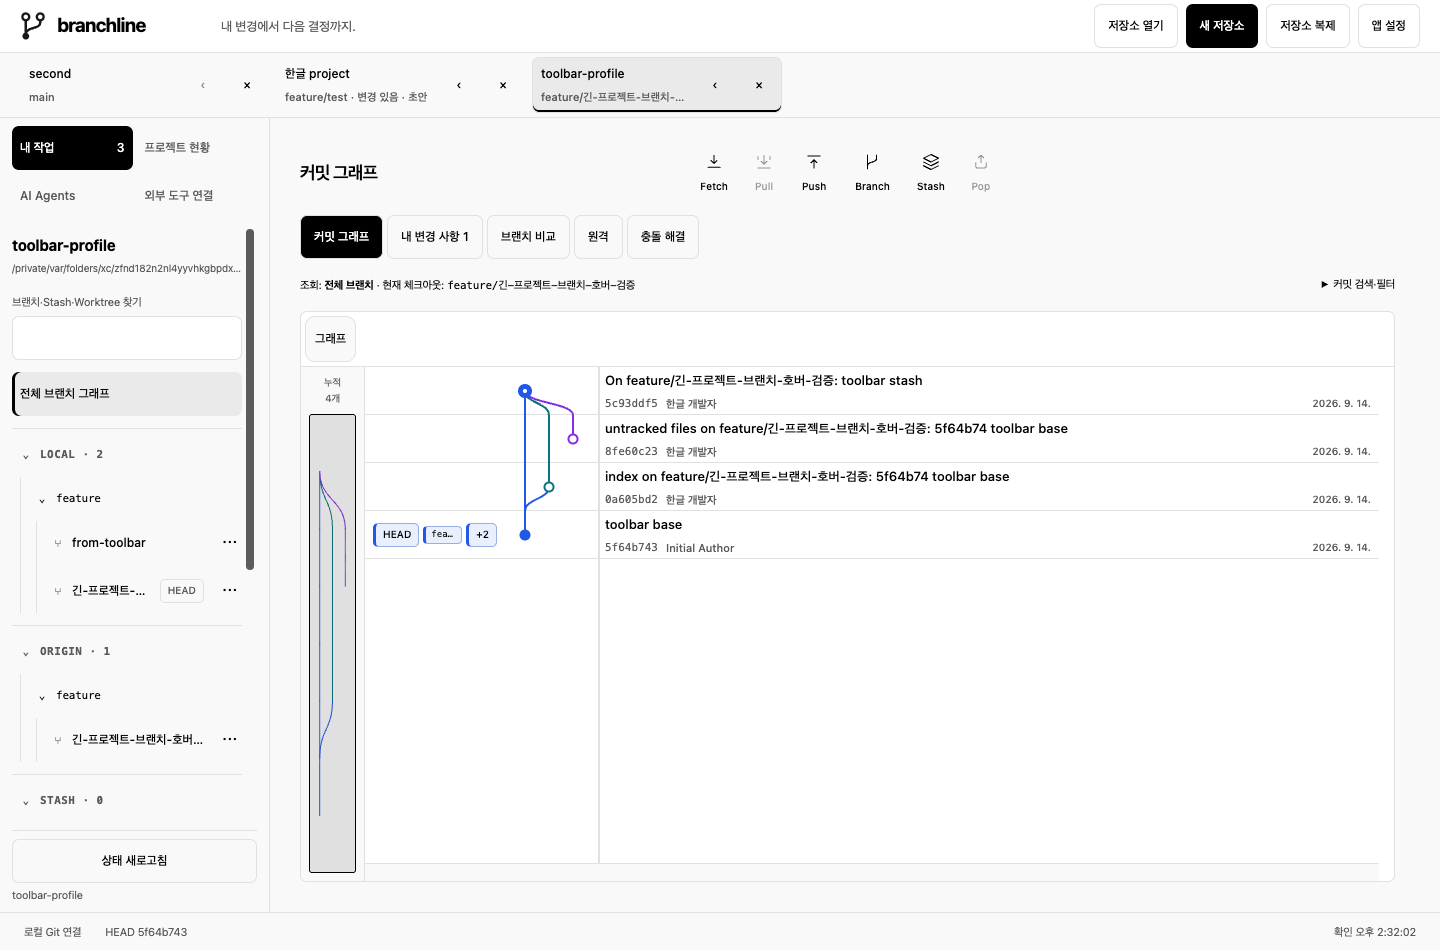 branchline
내 변경에서 다음 결정까지.
저장소 열기
새 저장소
저장소 복제
앱 설정
second
main
한글 project
feature/test · 변경 있음 · 초안
toolbar-profile
feature/긴-프로젝트-브랜치-...
내 작업 3
프로젝트 현황
AI Agents
외부 도구 연결
toolbar-profile
/private/var/folders/xc/zfnd182n2nl4yyvhkgbpdx...
브랜치·Stash·Worktree 찾기
전체 브랜치 그래프
LOCAL · 2
feature
from-toolbar
긴-프로젝트-... HEAD
ORIGIN · 1
feature
긴-프로젝트-브랜치-호버...
STASH · 0
상태 새로고침
toolbar-profile
커밋 그래프
Fetch
Pull
Push
Branch
Stash
Pop
커밋 그래프
내 변경 사항 1
브랜치 비교
원격
충돌 해결
조회: 전체 브랜치 · 현재 체크아웃: feature/긴-프로젝트-브랜치-호버-검증
커밋 검색·필터
그래프
누적
4개
On feature/긴-프로젝트-브랜치-호버-검증: toolbar stash
5c93ddf5 한글 개발자 2026. 9. 14.
untracked files on feature/긴-프로젝트-브랜치-호버-검증: 5f64b74 toolbar base
8fe60c23 한글 개발자 2026. 9. 14.
index on feature/긴-프로젝트-브랜치-호버-검증: 5f64b74 toolbar base
0a605bd2 한글 개발자 2026. 9. 14.
HEAD fea… +2
toolbar base
5f64b743 Initial Author 2026. 9. 14.
로컬 Git 연결
HEAD 5f64b743
확인 오후 2:32:02